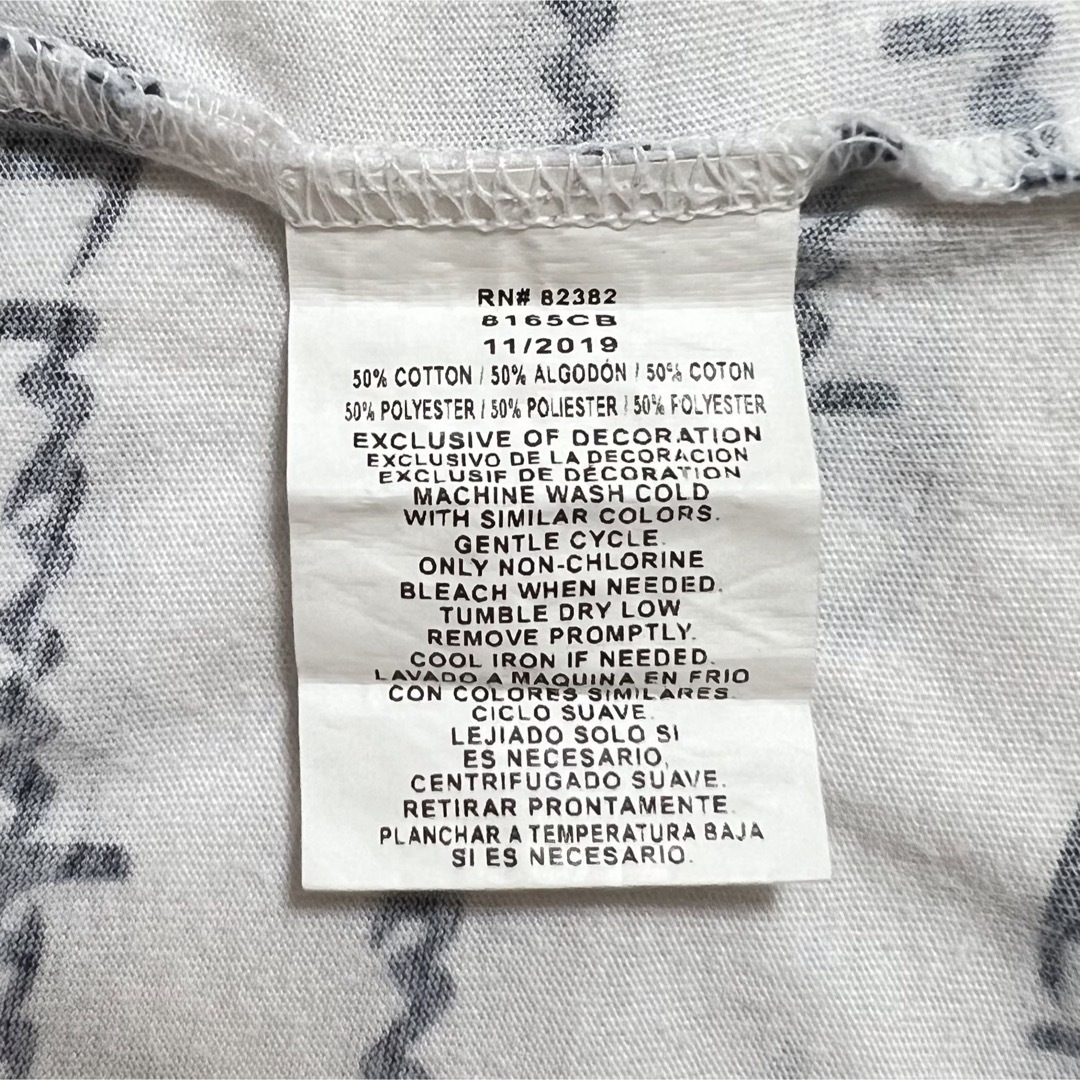 RN# 82382
8165CB
11/2019
50% COTTON / 50% ALGODÓN / 50% COTON
50% POLYESTER / 50% POLIESTER / 50% POLYESTER
EXCLUSIVE OF DECORATION
EXCLUSIVO DE LA DECORACION
EXCLUSIF DE DÉCORATION
MACHINE WASH COLD
WITH SIMILAR COLORS.
GENTLE CYCLE.
ONLY NON-CHLORINE
BLEACH WHEN NEEDED.
TUMBLE DRY LOW
REMOVE PROMPTLY.
COOL IRON IF NEEDED.
LAVADO A MAQUINA EN FRIO
CON COLORES SIMILARES.
CICLO SUAVE.
LEJIADO SOLO SI
ES NECESARIO,
CENTRIFUGADO SUAVE.
RETIRAR PRONTAMENTE.
PLANCHAR A TEMPERATURA BAJA
SI ES NECESARIO.